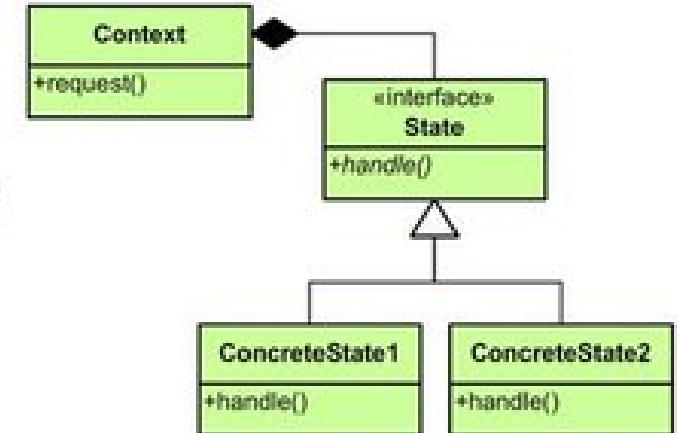 Context
+request()
«interface»
State
+handle()
ConcreteState1
+handle()
ConcreteState2
+handle()